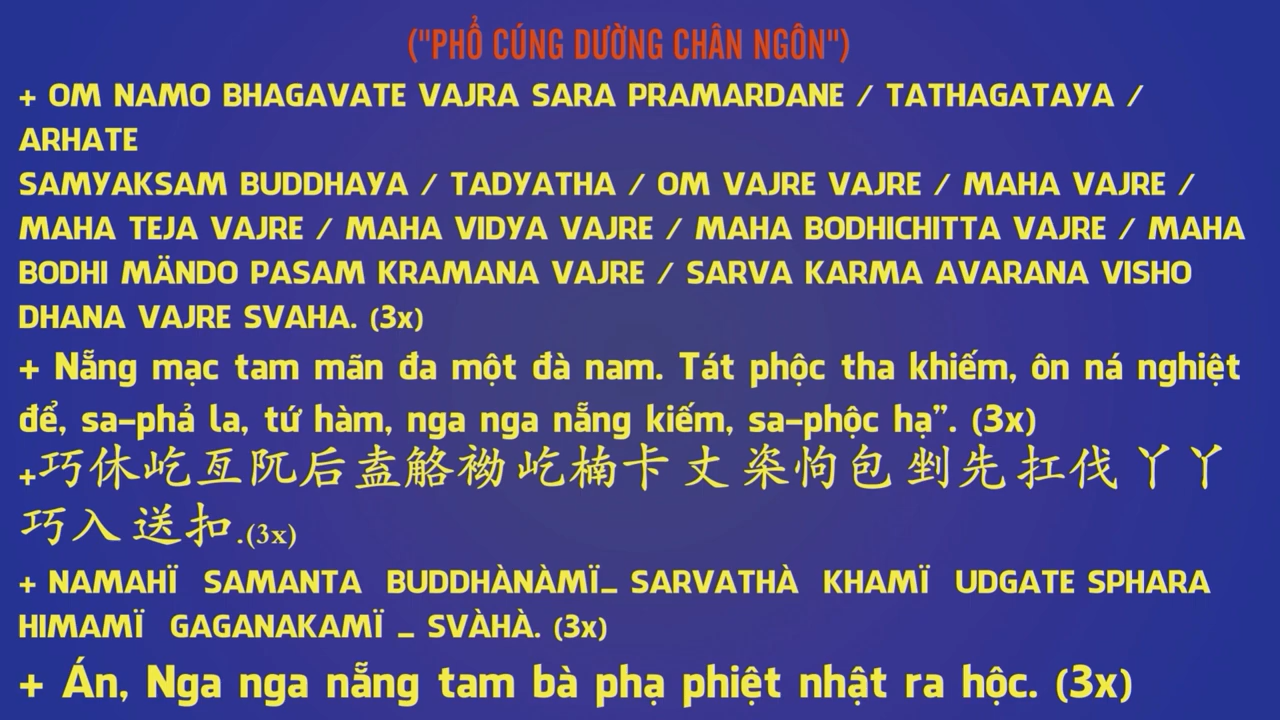 ("PHỔ CÚNG DƯỜNG CHÂN NGÔN")
+ OM NAMO BHAGAVATE VAJRA SARA PRAMARDANE / TATHAGATAYA /
ARHATE
SAMYAKSAM BUDDHAYA / TADYATHA / OM VAJRE VAJRE / MAHA VAJRE /
MAHA TEJA VAJRE / MAHA VIDYA VAJRE / MAHA BODHICHITTA VAJRE / MAHA
BODHI MÄNDO PASAM KRAMANA VAJRE / SARVA KARMA AVARANA VISHO
DHANA VAJRE SVAHA. (3x)
+ Nẵng mạc tam mãn đa một đà nam. Tát phộc tha khiếm, ôn ná nghiệt
để, sa-phả la, tứ hàm, nga nga nẵng kiếm, sa-phộc hạ”. (3x)
+巧休屹亙阢后盍觡袎 屹楠卡 丈 桼怐包 剉先 扛伐 丫丫
巧入 送扣.(3x)
+ NAMAHÏ SAMANTA BUDDHÀNÀMÏ_ SARVATHÀ KHAMÏ UDGATE SPHARA
HIMAMÏ GAGANAKAMÏ _ SVÀHÀ. (3x)
+ Án, Nga nga nẵng tam bà phạ phiệt nhật ra hộc. (3x)